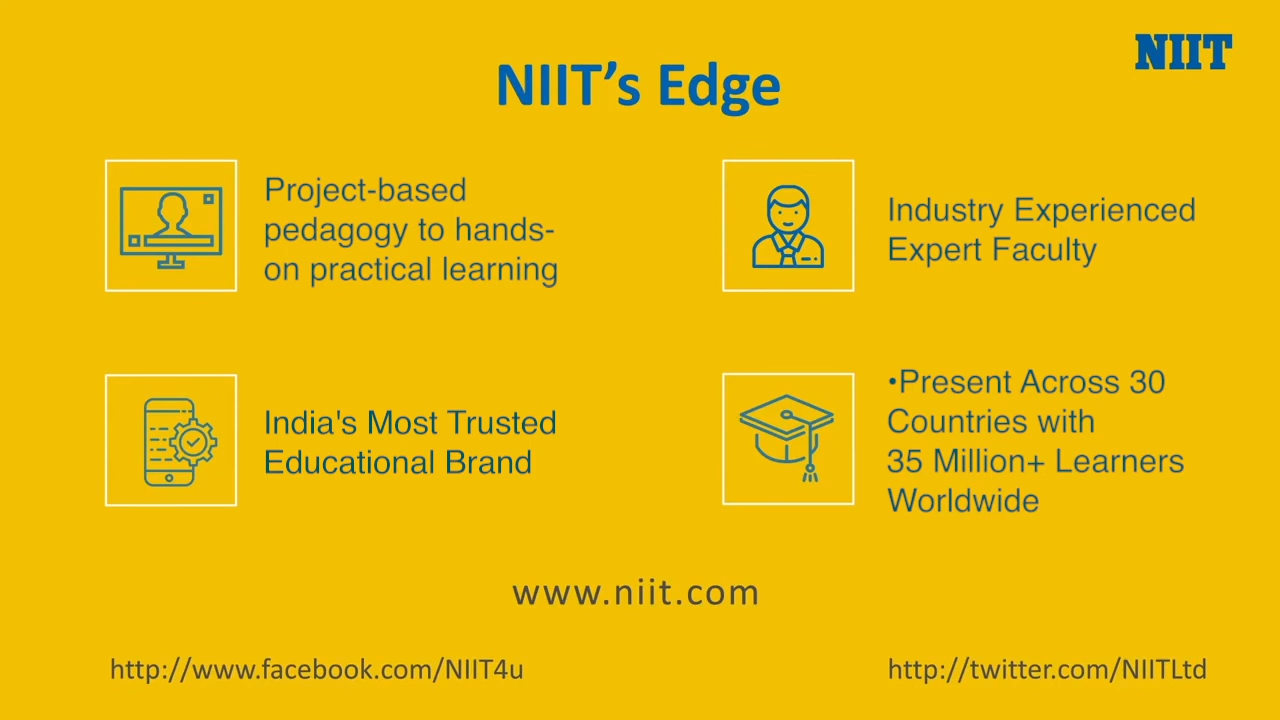 NIIT
NIIT’s Edge
Project-based
pedagogy to hands-
on practical learning
Industry Experienced
Expert Faculty
India's Most Trusted
Educational Brand
•Present Across 30
Countries with
35 Million+ Learners
Worldwide
www.niit.com
http://www.facebook.com/NIIT4u
http://twitter.com/NIITLtd